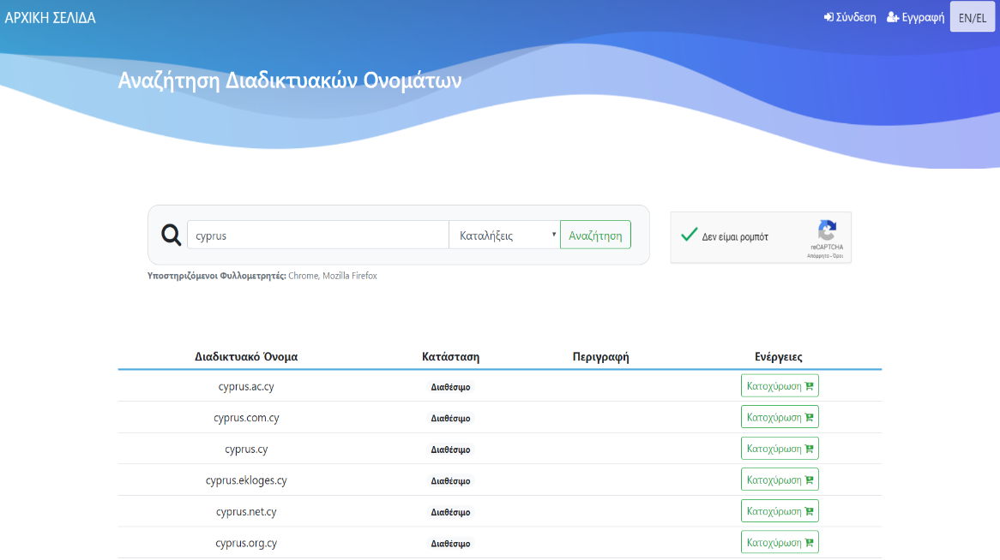 ΑΡΧΙΚΗ ΣΕΛΙΔΑ Σύνδεση Εγγραφή EN/EL
Αναζήτηση Διαδικτυακών Ονομάτων
cyprus Καταλήξεις Αναζήτηση
Δεν είμαι ρομπότ
reCAPTCHA
Απόρρητο - Όροι
Υποστηριζόμενοι Φυλλομετρητές: Chrome, Mozilla Firefox
Διαδικτυακό Όνομα Κατάσταση Περιγραφή Ενέργειες
cyprus.ac.cy Διαθέσιμο Κατοχύρωση
cyprus.com.cy Διαθέσιμο Κατοχύρωση
cyprus.cy Διαθέσιμο Κατοχύρωση
cyprus.ekloges.cy Διαθέσιμο Κατοχύρωση
cyprus.net.cy Διαθέσιμο Κατοχύρωση
cyprus.org.cy Διαθέσιμο Κατοχύρωση